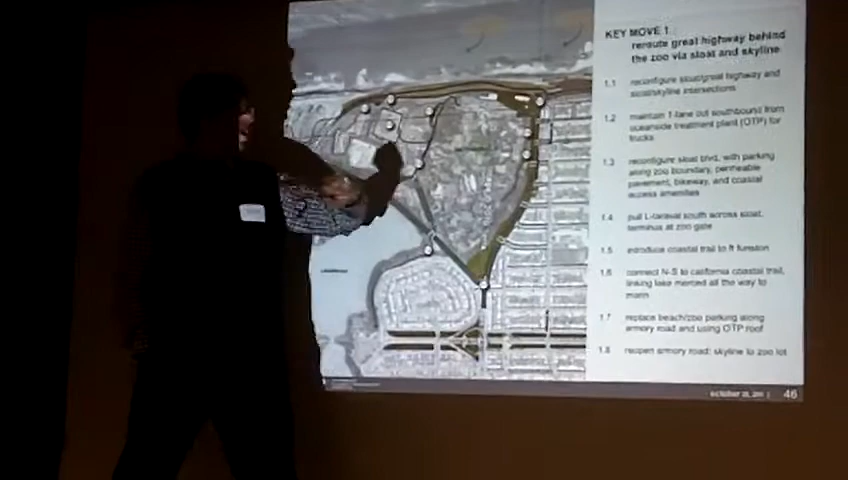 KEY MOVE 1:
reroute great highway behind
the zoo via sloat and skyline
1.1 reconfigure sloat/great highway and
sloat/skyline intersections
1.2 maintain 1-lane out southbound from
oceanside treatment plant (OTP) for
trucks
1.3 reconfigure sloat blvd. with parking
along zoo boundary, permeable
pavement, bikeway, and coastal
access amenities
1.4 pull L-taraval south across sloat,
terminus at zoo gate
1.5 introduce coastal trail to ft funston
1.6 connect N-S to california coastal trail,
linking lake merced all the way to
marin
1.7 replace beach/zoo parking along
armory road and using OTP roof
1.8 reopen armory road: skyline to zoo lot
46